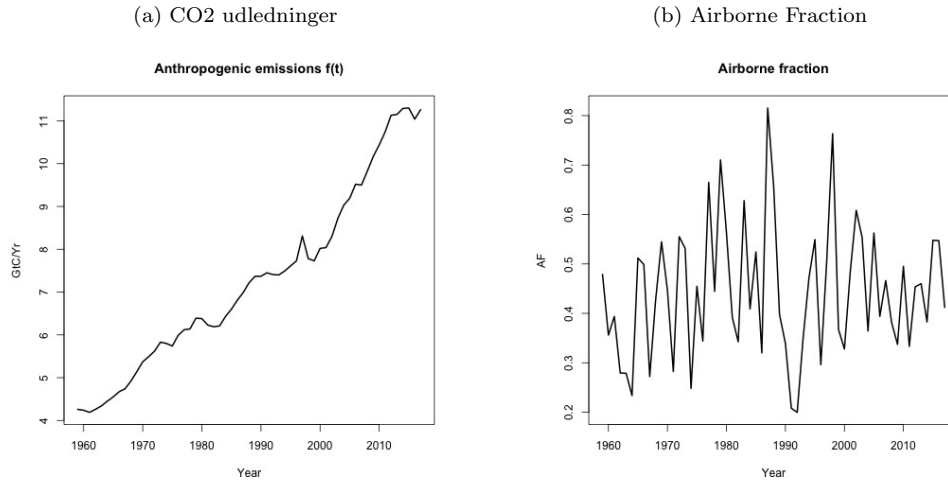 (a) CO2 udledninger
Anthropogenic emissions f(t)
GtC/Yr
11
10
9
8
7
6
5
4
1960 1970 1980 1990 2000 2010
Year
(b) Airborne Fraction
Airborne fraction
AF
0.8
0.7
0.6
0.5
0.4
0.3
0.2
1960 1970 1980 1990 2000 2010
Year